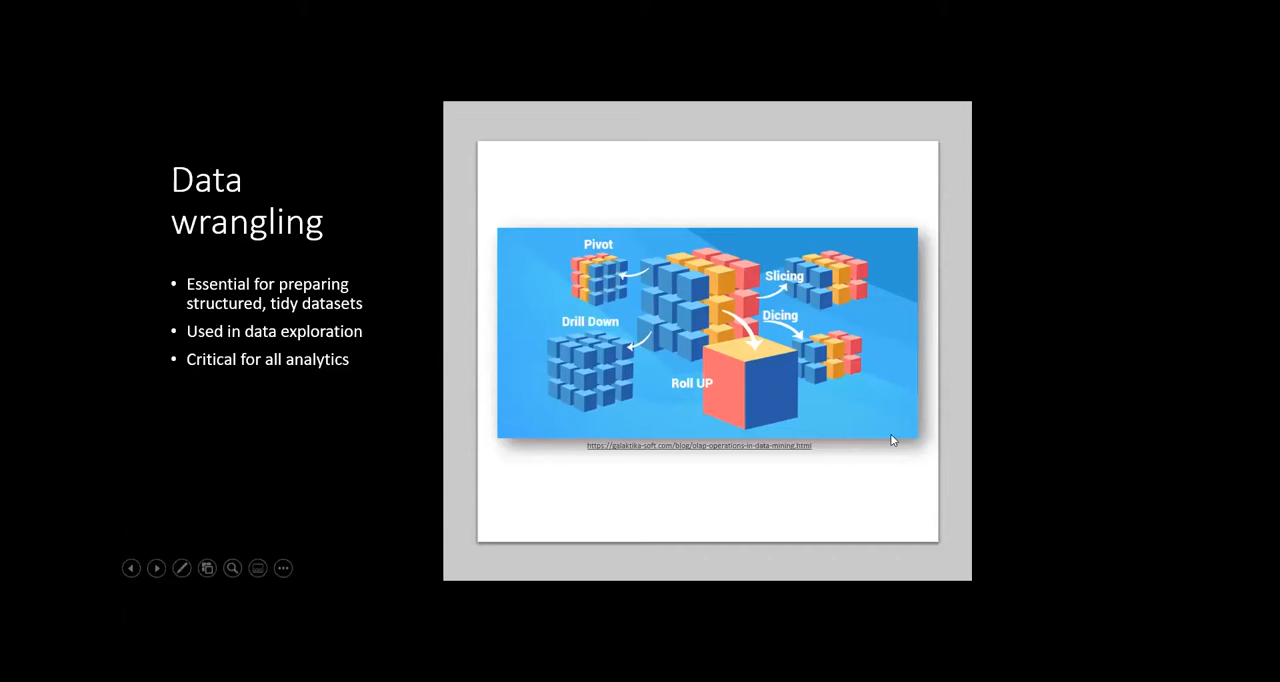 Data
wrangling
• Essential for preparing
structured, tidy datasets
• Used in data exploration
• Critical for all analytics
Pivot
Slicing
Drill Down
Dicing
Roll UP
https://galaktika-soft.com/blog/olap-operations-in-data-mining.html